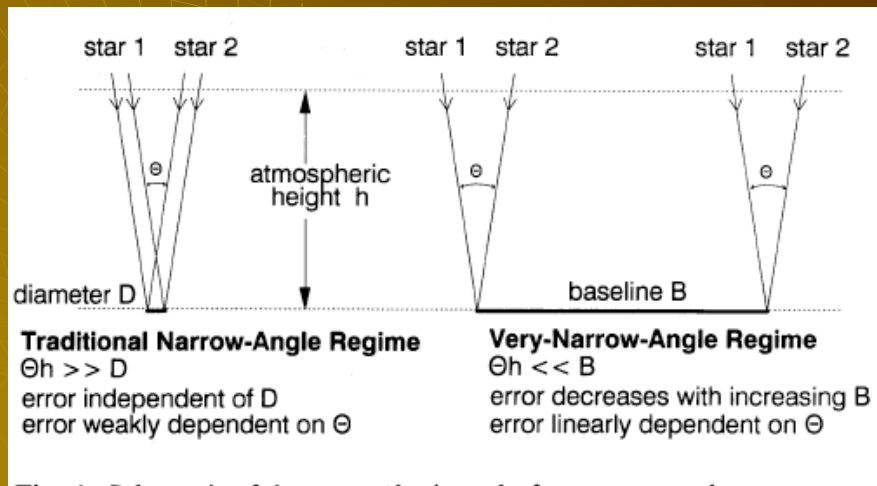 star 1 star 2 star 1 star 2 star 1 star 2
Θ Θ Θ
atmospheric
height h
diameter D baseline B
Traditional Narrow-Angle Regime
Θh >> D
error independent of D
error weakly dependent on Θ
Very-Narrow-Angle Regime
Θh << B
error decreases with increasing B
error linearly dependent on Θ